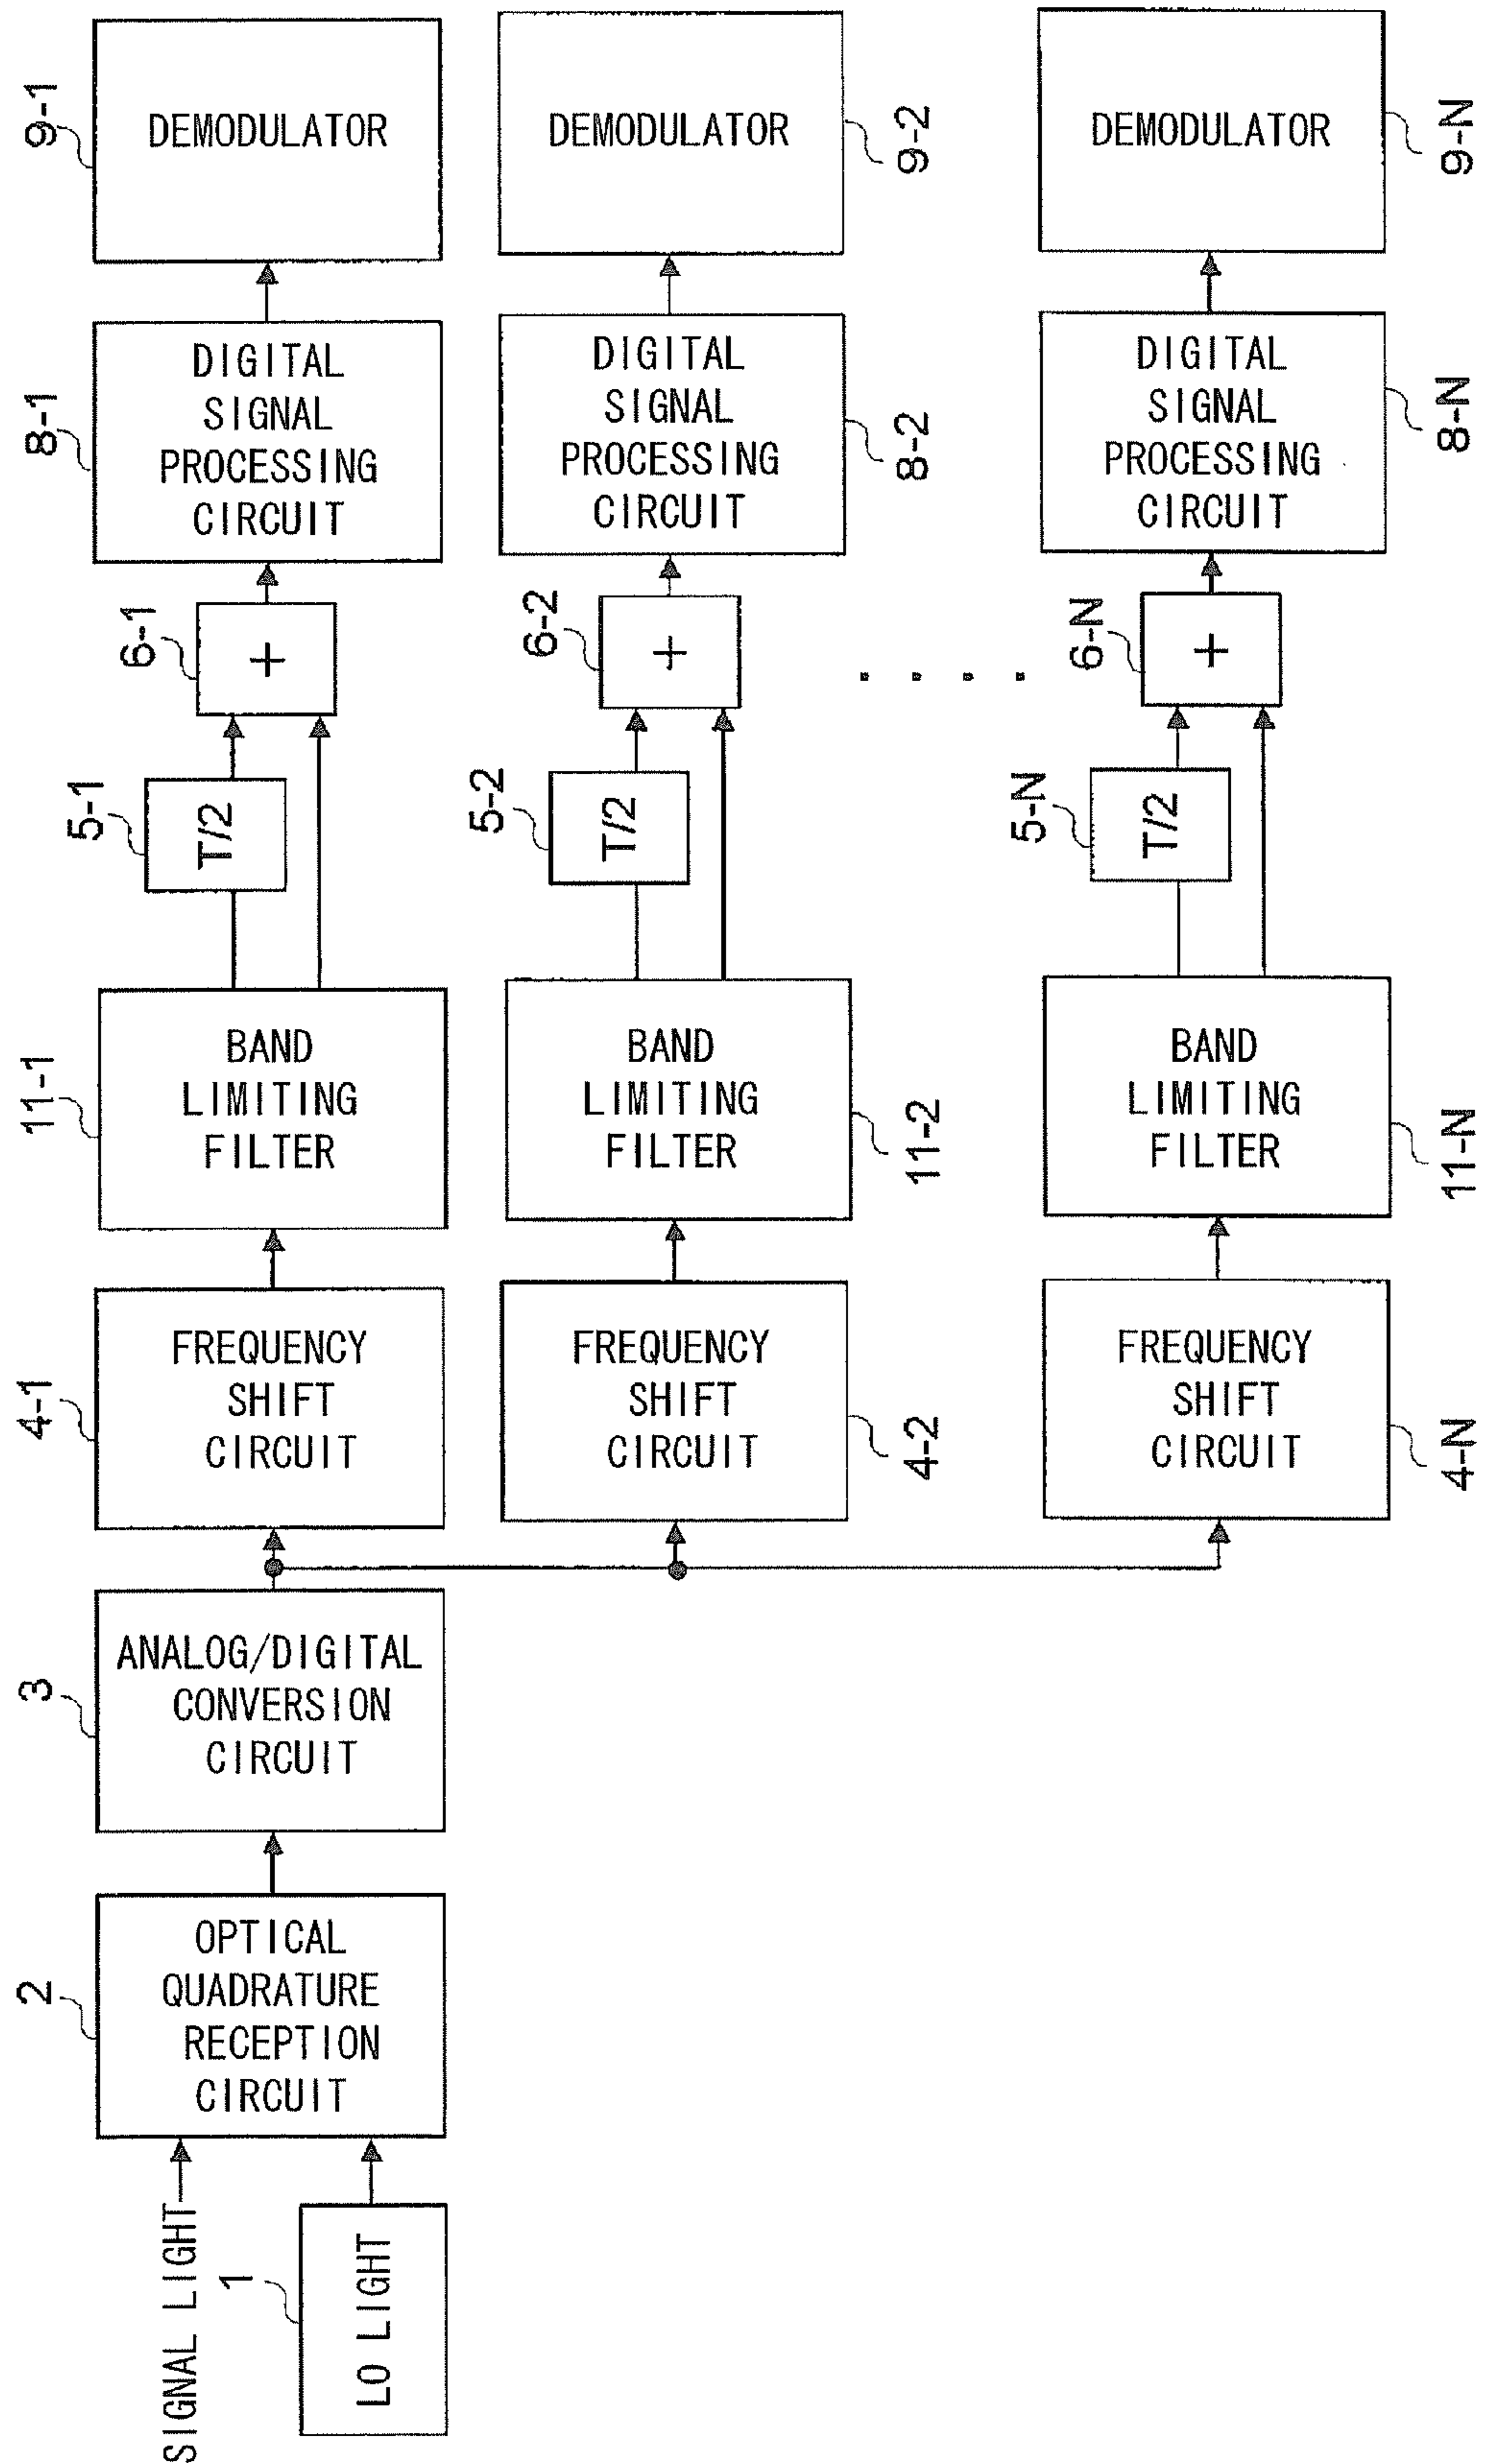 9-1
DEMODULATOR
DEMODULATOR
9-2
DEMODULATOR
9-N
8-1
DIGITAL
SIGNAL
PROCESSING
CIRCUIT
DIGITAL
SIGNAL
PROCESSING
CIRCUIT
8-2
DIGITAL
SIGNAL
PROCESSING
CIRCUIT
8-N
6-1
+
6-2
+
. . . .
6-N
+
5-1
T/2
5-2
T/2
5-N
T/2
11-1
BAND
LIMITING
FILTER
BAND
LIMITING
FILTER
11-2
BAND
LIMITING
FILTER
11-N
4-1
FREQUENCY
SHIFT
CIRCUIT
FREQUENCY
SHIFT
CIRCUIT
4-2
FREQUENCY
SHIFT
CIRCUIT
4-N
3
ANALOG/DIGITAL
CONVERSION
CIRCUIT
2
OPTICAL
QUADRATURE
RECEPTION
CIRCUIT
SIGNAL LIGHT
1
LO LIGHT